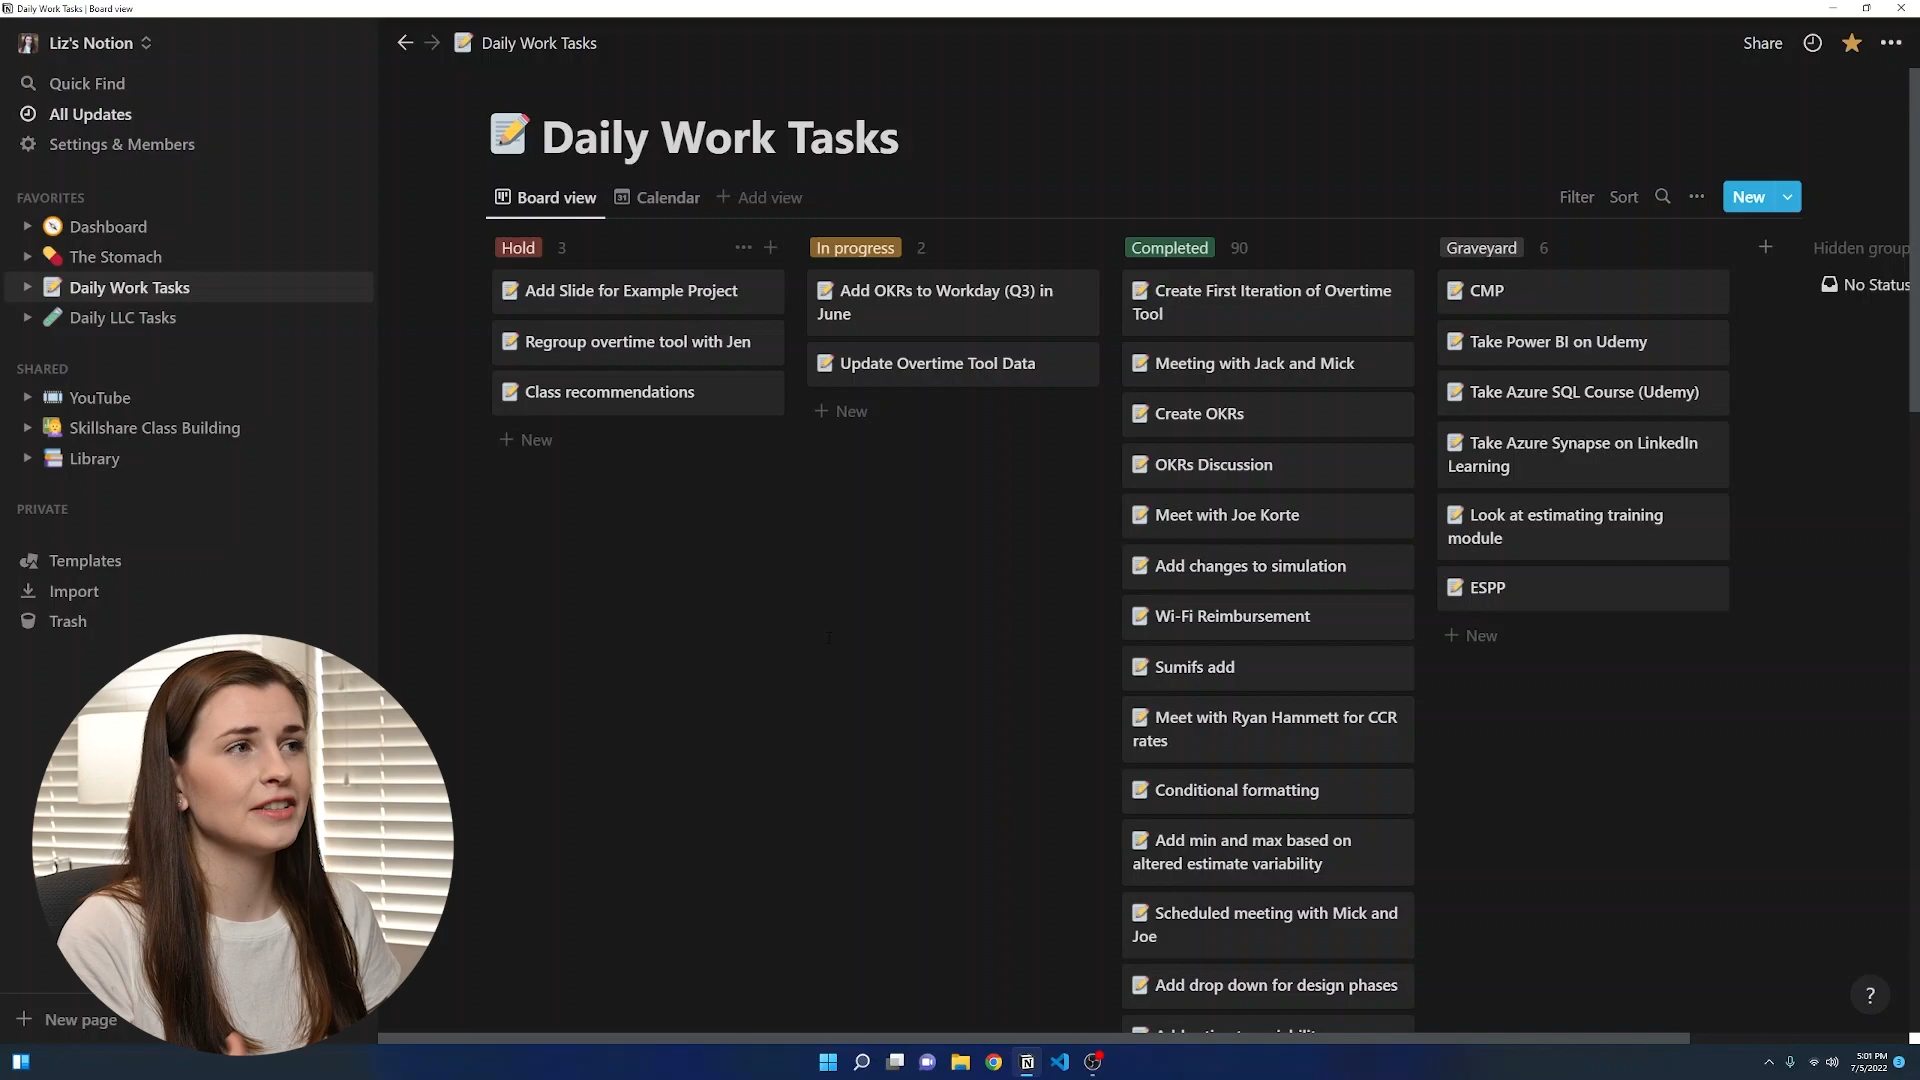 Daily Work Tasks | Board view
Liz's Notion
Quick Find
All Updates
Settings & Members
FAVORITES
Dashboard
The Stomach
Daily Work Tasks
Daily LLC Tasks
SHARED
YouTube
Skillshare Class Building
Library
PRIVATE
Templates
Import
Trash
New page
Daily Work Tasks
Share
Daily Work Tasks
Board view
Calendar
Add view
Filter
Sort
New
Hold 3
Add Slide for Example Project
Regroup overtime tool with Jen
Class recommendations
New
In progress 2
Add OKRs to Workday (Q3) in
June
Update Overtime Tool Data
New
Completed 90
Create First Iteration of Overtime
Tool
Meeting with Jack and Mick
Create OKRs
OKRs Discussion
Meet with Joe Korte
Add changes to simulation
Wi-Fi Reimbursement
Sumifs add
Meet with Ryan Hammett for CCR
rates
Conditional formatting
Add min and max based on
altered estimate variability
Scheduled meeting with Mick and
Joe
Add drop down for design phases
Graveyard 6
CMP
Take Power BI on Udemy
Take Azure SQL Course (Udemy)
Take Azure Synapse on LinkedIn
Learning
Look at estimating training
module
ESPP
New
Hidden group
No Status
?
5:01 PM
7/5/2022
3